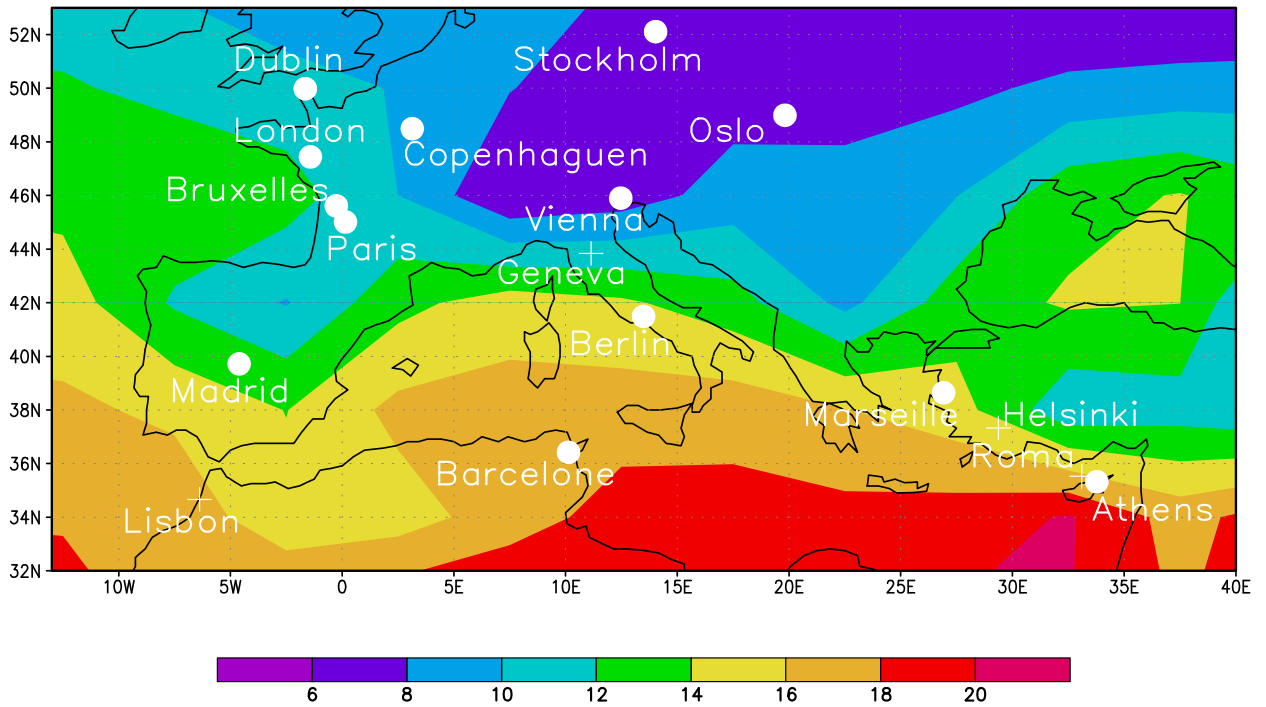 52N
Stockholm
Dublin
50N
Oslo
London
48N
Copenhaguen
Bruxelles
46N
Vienna
Paris
44N
Geneva
42N
Berlin
40N
Madrid
Marseille
Helsinki
38N
Roma
36N
Barcelone
Athens
34N
Lisbon
32N
10W 5W 0 5E 10E 15E 20E 25E 30E 35E 40E
6 8 10 12 14 16 18 20